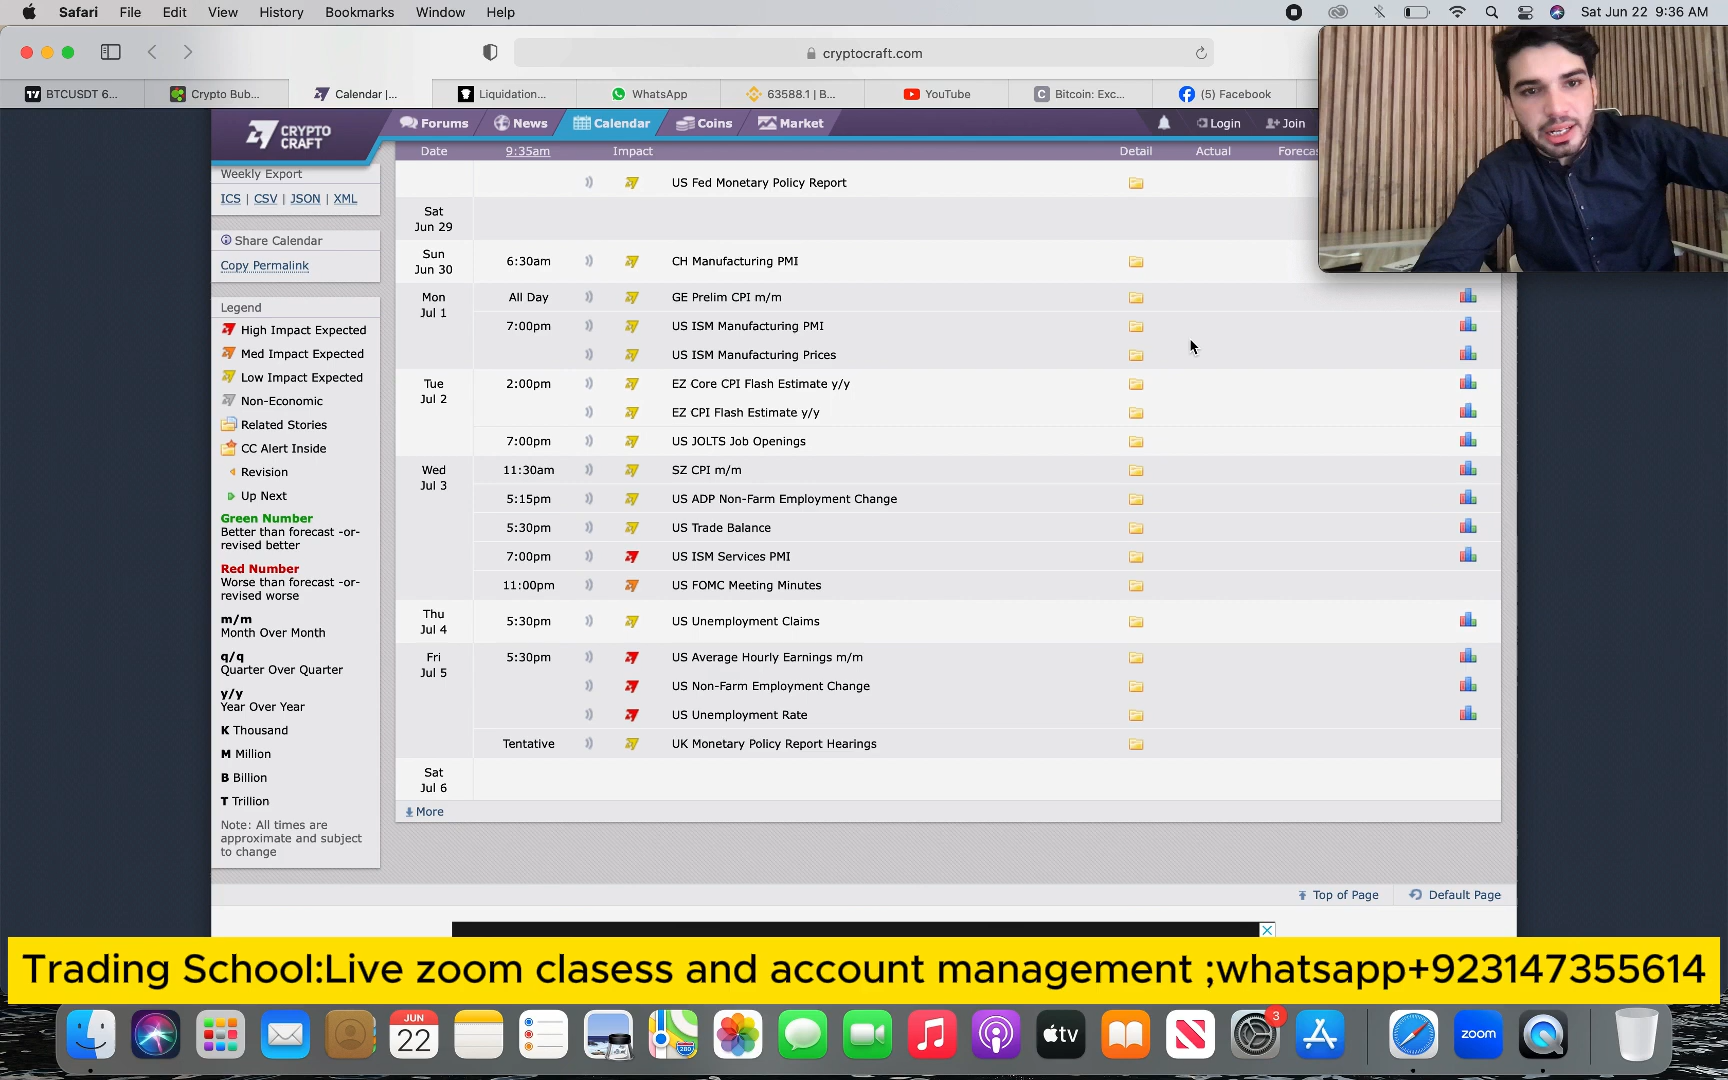 Safari File Edit View History Bookmarks Window Help Sat Jun 22 9:36 AM
cryptocraft.com
BTCUSDT 6... Crypto Bub... Calendar |... Liquidation... WhatsApp 63588.1 | B... YouTube Bitcoin: Exc... (5) Facebook
CRYPTO CRAFT Forums News Calendar Coins Market Login Join
Date 9:35am Impact Detail Actual Forecas
Weekly Export
ICS | CSV | JSON | XML
Share Calendar
Copy Permalink
Legend
High Impact Expected
Med Impact Expected
Low Impact Expected
Non-Economic
Related Stories
CC Alert Inside
Revision
Up Next
Green Number
Better than forecast -or-
revised better
Red Number
Worse than forecast -or-
revised worse
m/m
Month Over Month
q/q
Quarter Over Quarter
y/y
Year Over Year
K Thousand
M Million
B Billion
T Trillion
Note: All times are
approximate and subject
to change
US Fed Monetary Policy Report
Sat
Jun 29
Sun
Jun 30
6:30am CH Manufacturing PMI
Mon
Jul 1
All Day GE Prelim CPI m/m
7:00pm US ISM Manufacturing PMI
US ISM Manufacturing Prices
Tue
Jul 2
2:00pm EZ Core CPI Flash Estimate y/y
EZ CPI Flash Estimate y/y
7:00pm US JOLTS Job Openings
Wed
Jul 3
11:30am SZ CPI m/m
5:15pm US ADP Non-Farm Employment Change
5:30pm US Trade Balance
7:00pm US ISM Services PMI
11:00pm US FOMC Meeting Minutes
Thu
Jul 4
5:30pm US Unemployment Claims
Fri
Jul 5
5:30pm US Average Hourly Earnings m/m
US Non-Farm Employment Change
US Unemployment Rate
Tentative UK Monetary Policy Report Hearings
Sat
Jul 6
More
Top of Page Default Page
Trading School:Live zoom clasess and account management ;whatsapp+923147355614
JUN
22
tv
3
zoom